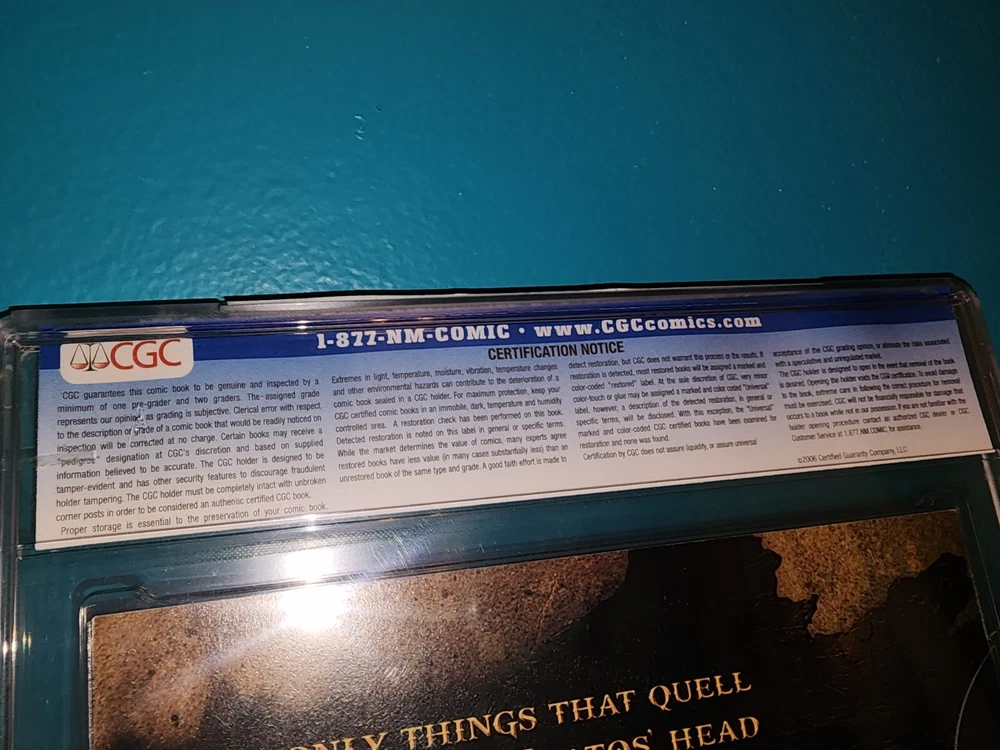 CGC
1-877-NM-COMIC • www.CGCcomics.com
CERTIFICATION NOTICE
CGC guarantees this comic book to be genuine and inspected by a
minimum of one pre-grader and two graders. The assigned grade
represents our opinion, as grading is subjective. Clerical error with respect
to the description or grade of a comic book that would be readily noticed on
inspection will be corrected at no charge. Certain books may receive a
"pedigree" designation at CGC's discretion and based on supplied
information believed to be accurate. The CGC holder is designed to be
tamper-evident and has other security features to discourage fraudulent
holder tampering. The CGC holder must be completely intact with unbroken
corner posts in order to be considered an authentic certified CGC book.
Proper storage is essential to the preservation of your comic book.
Extremes in light, temperature, moisture, vibration, temperature changes
and other environmental hazards can contribute to the deterioration of a
comic book sealed in a CGC holder. For maximum protection, keep your
CGC certified comic books in an immobile, dark, temperature and humidity
controlled area. A restoration check has been performed on this book.
Detected restoration is noted on this label in general or specific terms.
While the market determines the value of comics, many experts agree
restored books have less value (in many cases substantially less) than an
unrestored book of the same type and grade. A good faith effort is made to
detect restoration, but CGC does not warrant this process or the results. If
restoration is detected, most restored books will be assigned a marked and
color-coded "restored" label. At the sole discretion of CGC, very minor
color-touch or glue may be assigned a marked and color coded "Universal"
label, however, a description of the detected restoration, in general or
specific terms, will be disclosed. With this exception, the "Universal"
marked and color-coded CGC certified books have been examined for
restoration and none was found.
Certification by CGC does not assure liquidity, or assure universal
acceptance of the CGC grading opinion, or eliminate the risks associated
with a speculative and unregulated market.
"The CGC holder is designed to open in the event that removal of the book
is desired. Opening the holder voids the CGC certification. To avoid damage
to the book, extreme care in following the correct procedure for removal
must be exercised. CGC will not be financially responsible for damage that
occurs to a book while not in our possession. If you are not familiar with the
holder opening procedure contact an authorized CGC dealer or CGC
Customer Service at 1.877.NM.COMIC, for assistance.
©2006 Certified Guaranty Company, LLC
THINGS THAT QUELL
HEAD